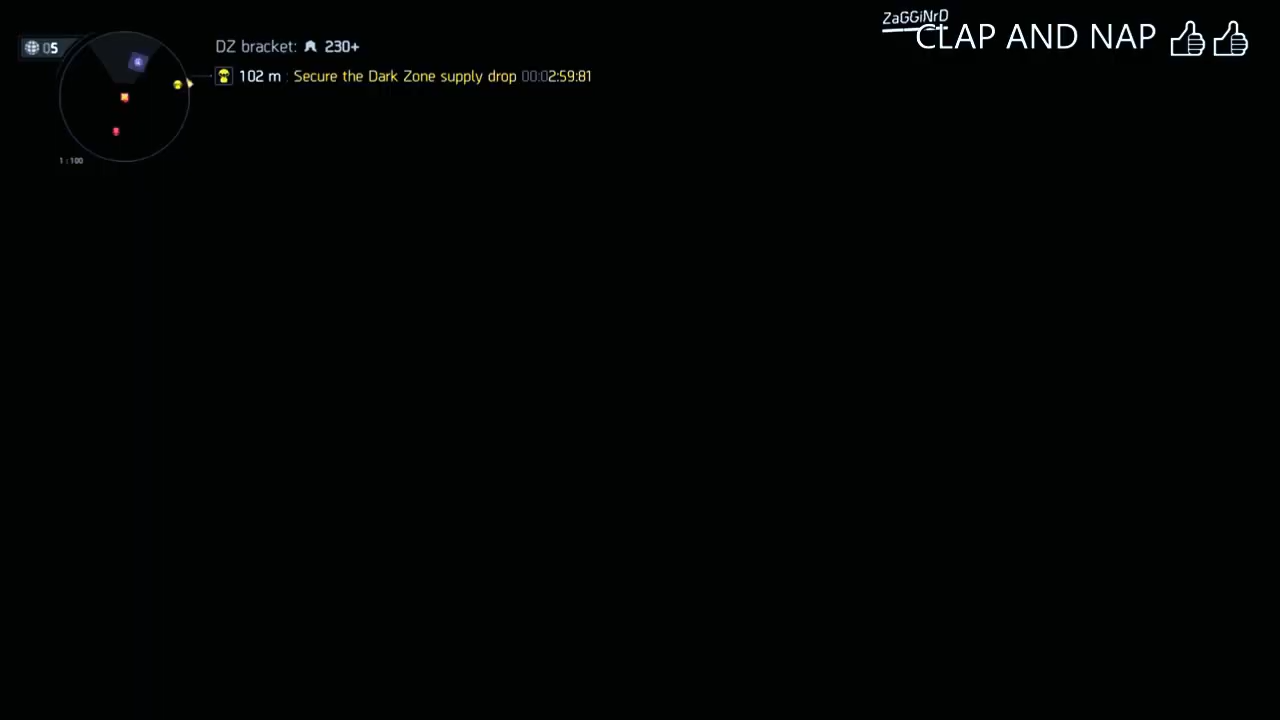 05
DZ bracket: 230+
102 m : Secure the Dark Zone supply drop 00:02:59:81
1 : 100
ZaGGiNrD
CLAP AND NAP